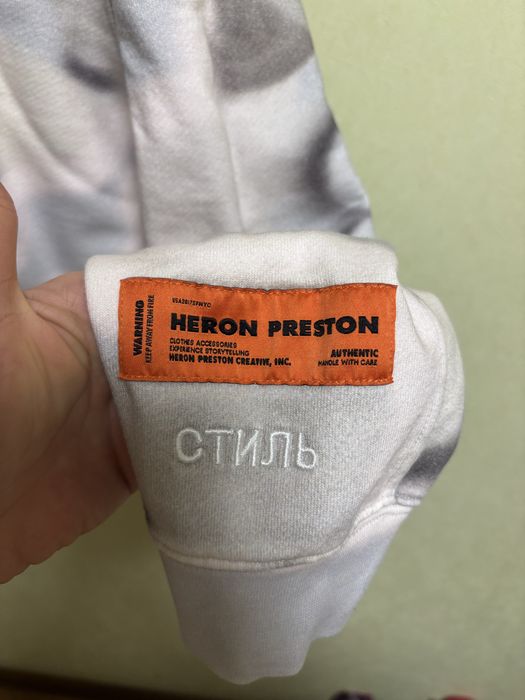 WARNING
KEEP AWAY FROM FIRE
HERON PRESTON
CLOTHES ACCESSORIES
EXPERIENCE STORYTELLING
HERON PRESTON CREATIVE, INC.
AUTHENTIC
HANDLE WITH CARE
СТИЛЬ